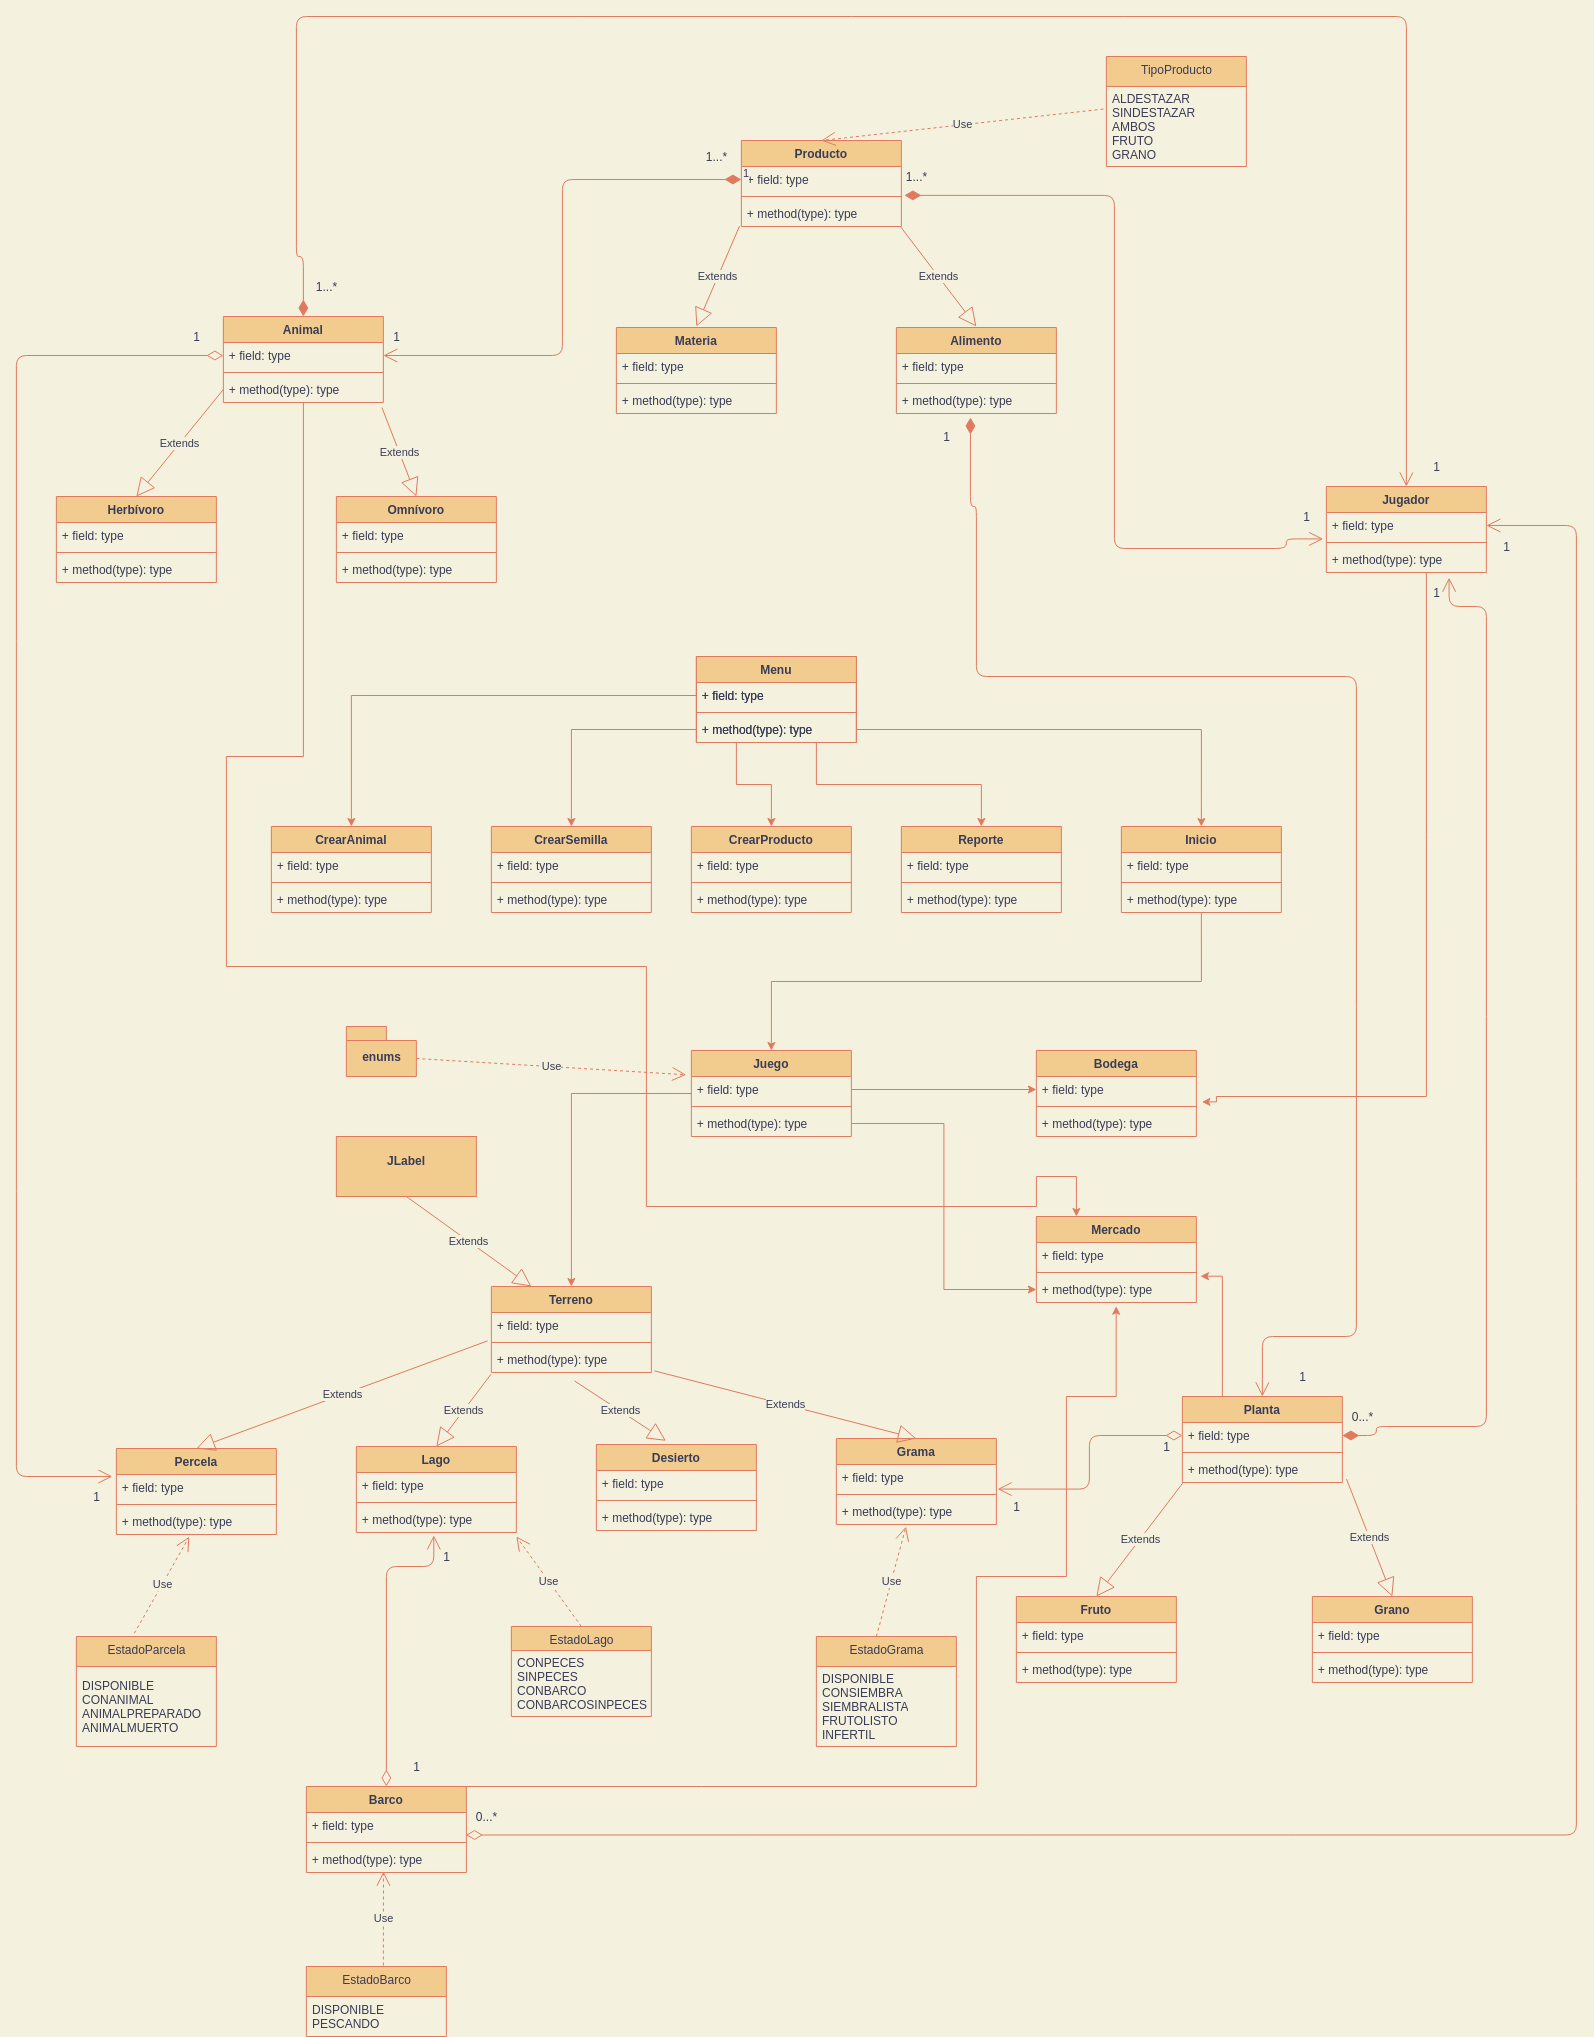 TipoProducto
ALDESTAZAR
SINDESTAZAR
AMBOS
FRUTO
GRANO
Use
1...*
Producto
1
+ field: type
+ method(type): type
1...*
Extends
Extends
1...*
1
Animal
+ field: type
+ method(type): type
1
Materia
+ field: type
+ method(type): type
Alimento
+ field: type
+ method(type): type
1
Extends
Extends
Herbívoro
+ field: type
+ method(type): type
Omnívoro
+ field: type
+ method(type): type
1
1
Jugador
+ field: type
+ method(type): type
1
1
Menu
+ field: type
+ method(type): type
CrearAnimal
+ field: type
+ method(type): type
CrearSemilla
+ field: type
+ method(type): type
CrearProducto
+ field: type
+ method(type): type
Reporte
+ field: type
+ method(type): type
Inicio
+ field: type
+ method(type): type
enums
Use
Juego
+ field: type
+ method(type): type
Bodega
+ field: type
+ method(type): type
JLabel
Extends
Mercado
+ field: type
+ method(type): type
Terreno
+ field: type
+ method(type): type
Extends
Extends
Extends
Extends
1
Planta
+ field: type
+ method(type): type
0...*
1
Percela
+ field: type
+ method(type): type
1
Lago
+ field: type
+ method(type): type
1
Desierto
+ field: type
+ method(type): type
Grama
+ field: type
+ method(type): type
1
Extends
Extends
Use
Use
Use
Fruto
+ field: type
+ method(type): type
Grano
+ field: type
+ method(type): type
EstadoParcela
DISPONIBLE
CONANIMAL
ANIMALPREPARADO
ANIMALMUERTO
EstadoLago
CONPECES
SINPECES
CONBARCO
CONBARCOSINPECES
EstadoGrama
DISPONIBLE
CONSIEMBRA
SIEMBRALISTA
FRUTOLISTO
INFERTIL
1
Barco
+ field: type
+ method(type): type
0...*
Use
EstadoBarco
DISPONIBLE
PESCANDO